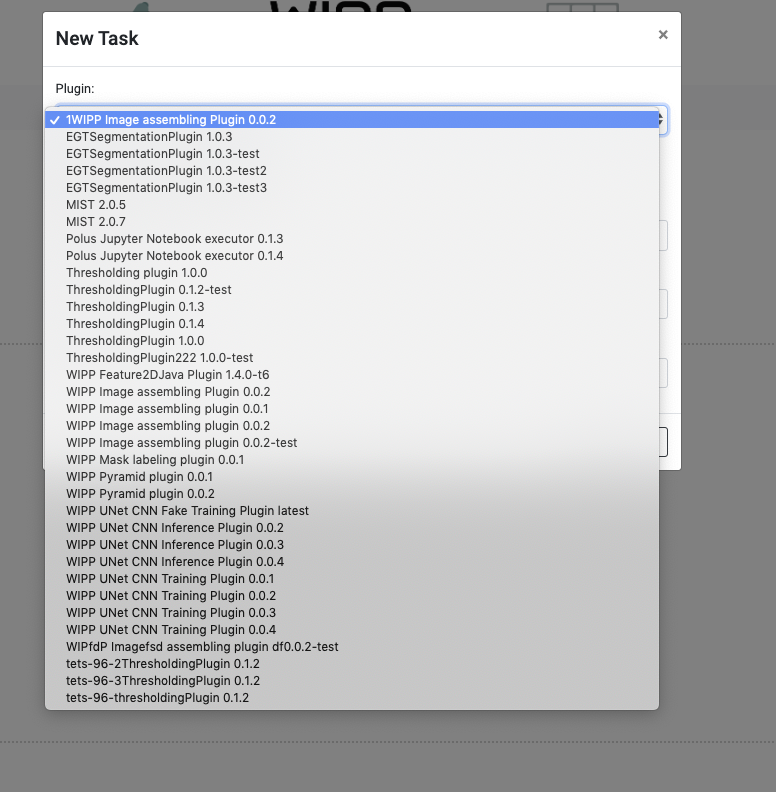 WIPP
New Task
×
Plugin:
✓ 1WIPP Image assembling Plugin 0.0.2
EGTSegmentationPlugin 1.0.3
EGTSegmentationPlugin 1.0.3-test
EGTSegmentationPlugin 1.0.3-test2
EGTSegmentationPlugin 1.0.3-test3
MIST 2.0.5
MIST 2.0.7
Polus Jupyter Notebook executor 0.1.3
Polus Jupyter Notebook executor 0.1.4
Thresholding plugin 1.0.0
ThresholdingPlugin 0.1.2-test
ThresholdingPlugin 0.1.3
ThresholdingPlugin 0.1.4
ThresholdingPlugin 1.0.0
ThresholdingPlugin222 1.0.0-test
WIPP Feature2DJava Plugin 1.4.0-t6
WIPP Image assembling Plugin 0.0.2
WIPP Image assembling plugin 0.0.1
WIPP Image assembling plugin 0.0.2
WIPP Image assembling plugin 0.0.2-test
WIPP Mask labeling plugin 0.0.1
WIPP Pyramid plugin 0.0.1
WIPP Pyramid plugin 0.0.2
WIPP UNet CNN Fake Training Plugin latest
WIPP UNet CNN Inference Plugin 0.0.2
WIPP UNet CNN Inference Plugin 0.0.3
WIPP UNet CNN Inference Plugin 0.0.4
WIPP UNet CNN Training Plugin 0.0.1
WIPP UNet CNN Training Plugin 0.0.2
WIPP UNet CNN Training Plugin 0.0.3
WIPP UNet CNN Training Plugin 0.0.4
WIPfdP Imagefsd assembling plugin df0.0.2-test
tets-96-2ThresholdingPlugin 0.1.2
tets-96-3ThresholdingPlugin 0.1.2
tets-96-thresholdingPlugin 0.1.2